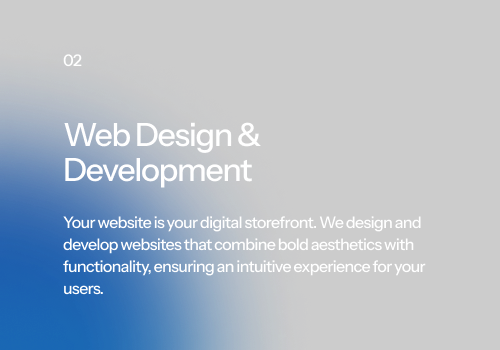 02
Web Design &
Development
Your website is your digital storefront. We design and
develop websites that combine bold aesthetics with
functionality, ensuring an intuitive experience for your
users.